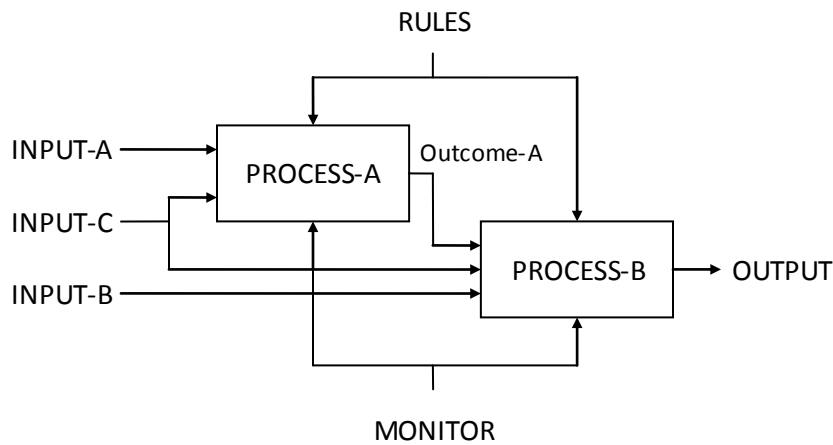 RULES
INPUT-A
PROCESS-A
Outcome-A
INPUT-C
PROCESS-B
OUTPUT
INPUT-B
MONITOR